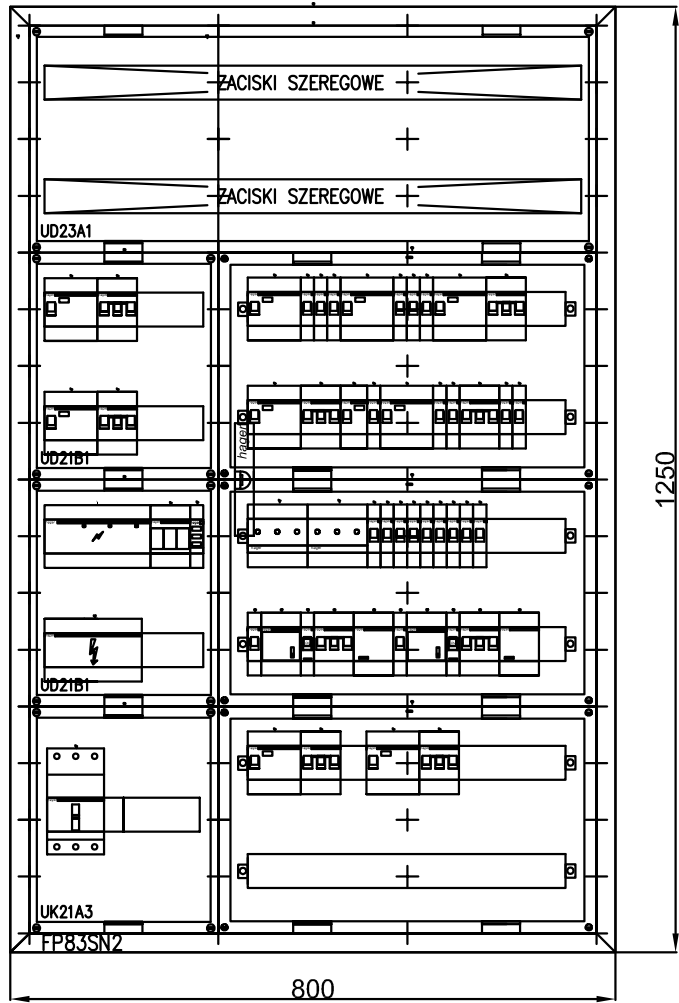 ZACISKI SZEREGOWE
ZACISKI SZEREGOWE
UD23A1
UD21B1
hager
1250
UD21B1
UK21A3
FP83SN2
800